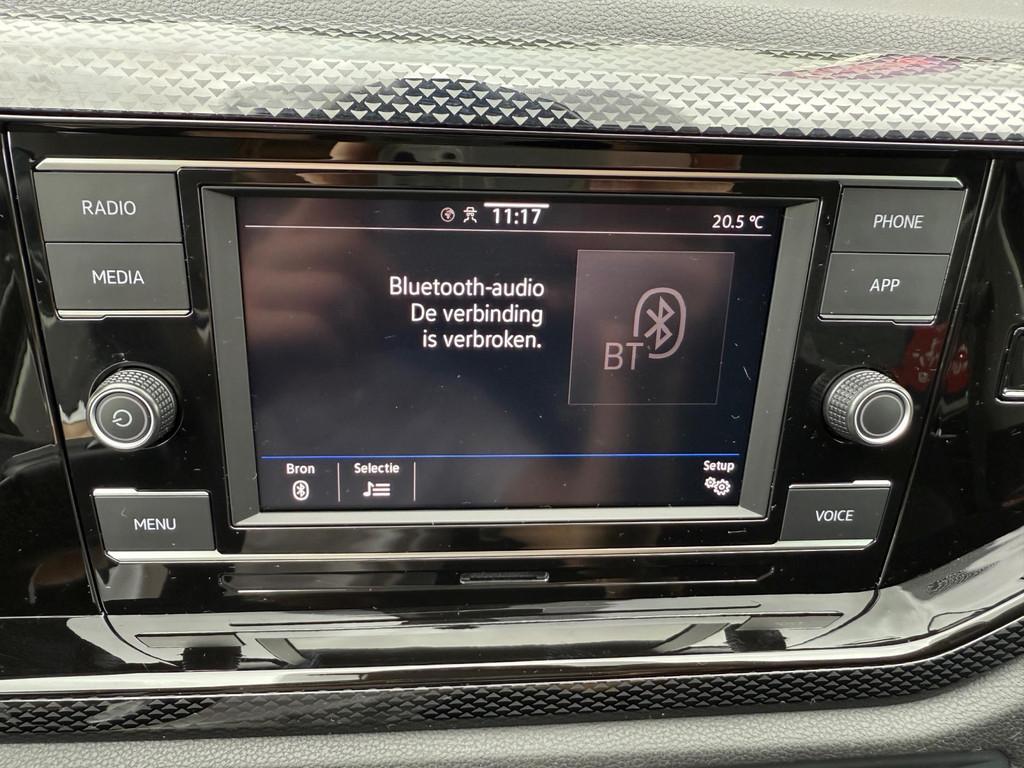 RADIO
MEDIA
MENU
11:17
20.5 °C
Bluetooth-audio
De verbinding
is verbroken.
BT
Bron
Selectie
Setup
PHONE
APP
VOICE